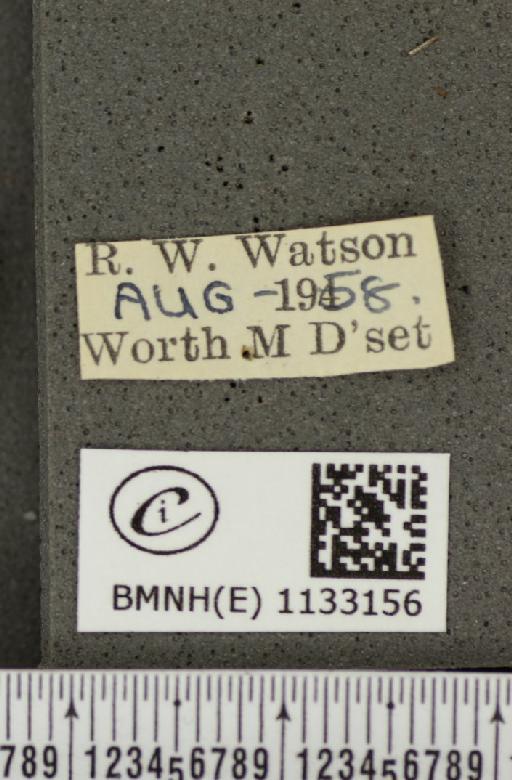 R. W. Watson
AUG -1958.
Worth M D'set
BMNH(E) 1133156
789 123456789 123456789